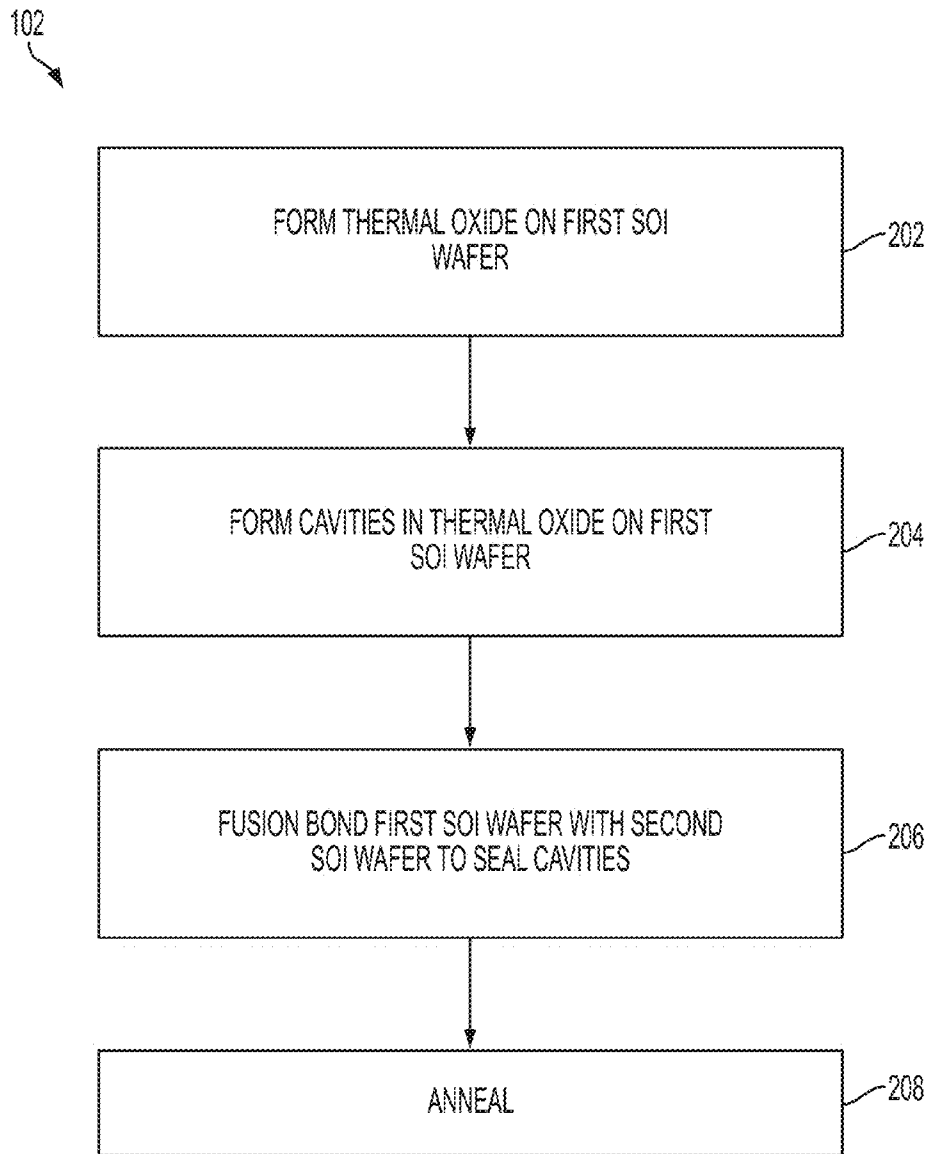 102
FORM THERMAL OXIDE ON FIRST SOI
WAFER
202
FORM CAVITIES IN THERMAL OXIDE ON FIRST
SOI WAFER
204
FUSION BOND FIRST SOI WAFER WITH SECOND
SOI WAFER TO SEAL CAVITIES
206
ANNEAL
208